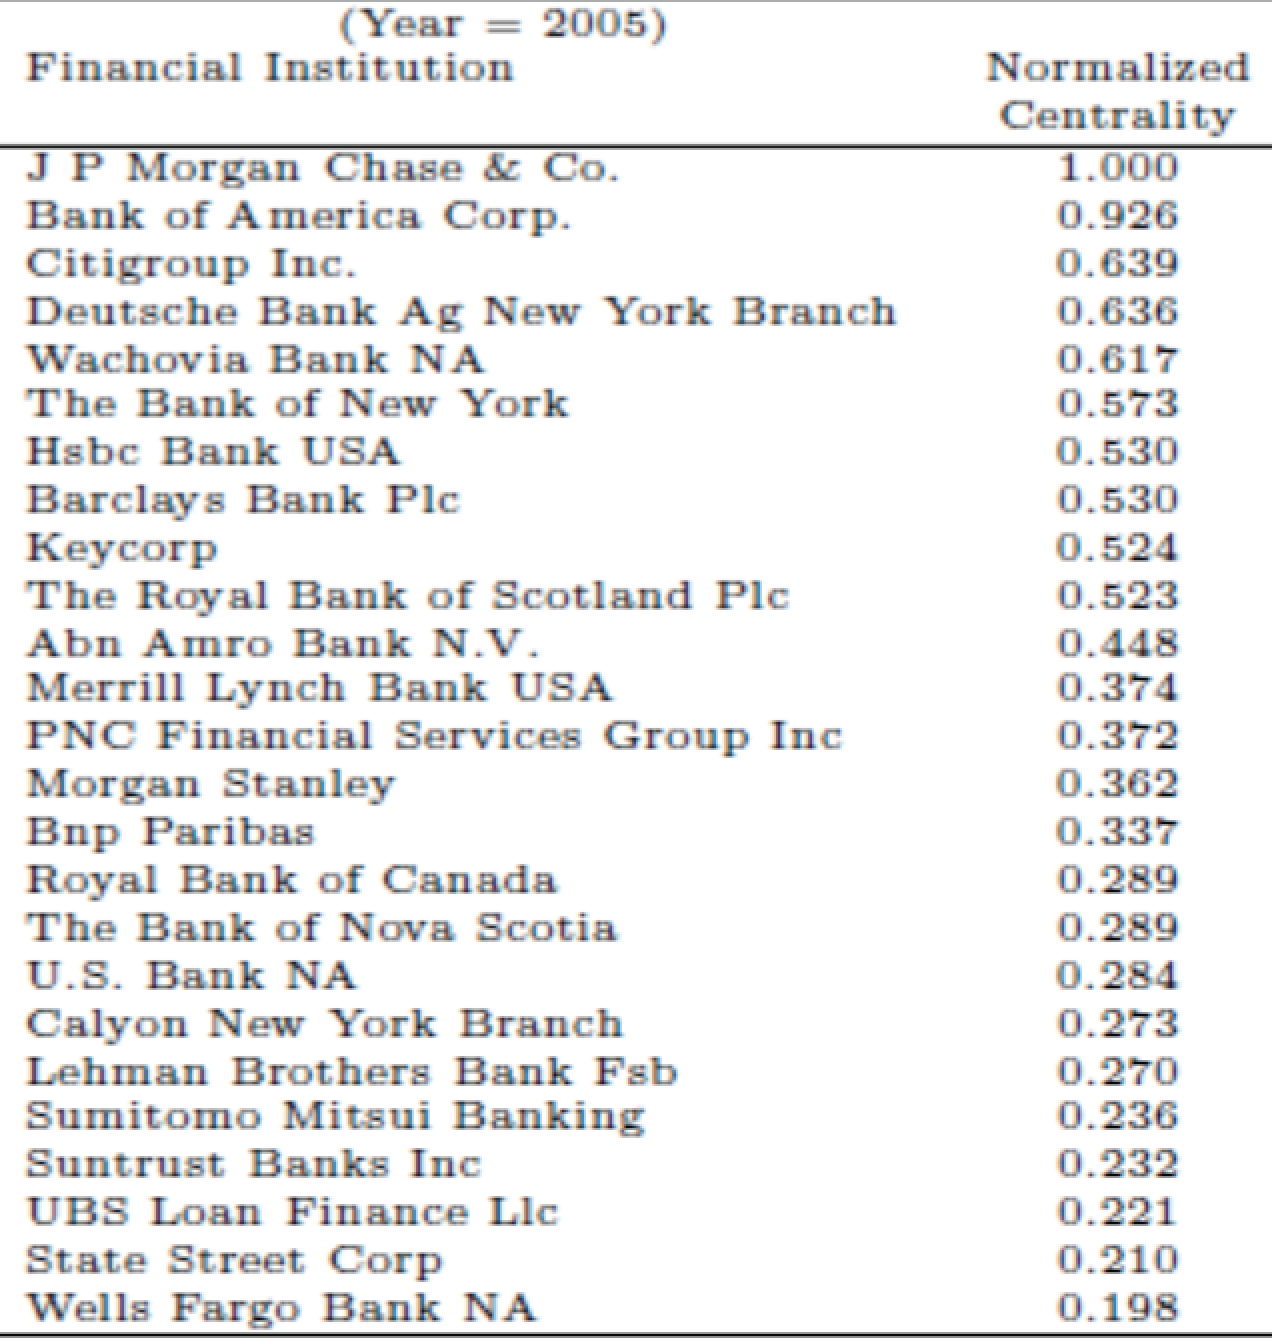 (Year = 2005)
Financial Institution Normalized
Centrality
J P Morgan Chase & Co. 1.000
Bank of America Corp. 0.926
Citigroup Inc. 0.639
Deutsche Bank Ag New York Branch 0.636
Wachovia Bank NA 0.617
The Bank of New York 0.573
Hsbc Bank USA 0.530
Barclays Bank Plc 0.530
Keycorp 0.524
The Royal Bank of Scotland Plc 0.523
Abn Amro Bank N.V. 0.448
Merrill Lynch Bank USA 0.374
PNC Financial Services Group Inc 0.372
Morgan Stanley 0.362
Bnp Paribas 0.337
Royal Bank of Canada 0.289
The Bank of Nova Scotia 0.289
U.S. Bank NA 0.284
Calyon New York Branch 0.273
Lehman Brothers Bank Fsb 0.270
Sumitomo Mitsui Banking 0.236
Suntrust Banks Inc 0.232
UBS Loan Finance Llc 0.221
State Street Corp 0.210
Wells Fargo Bank NA 0.198